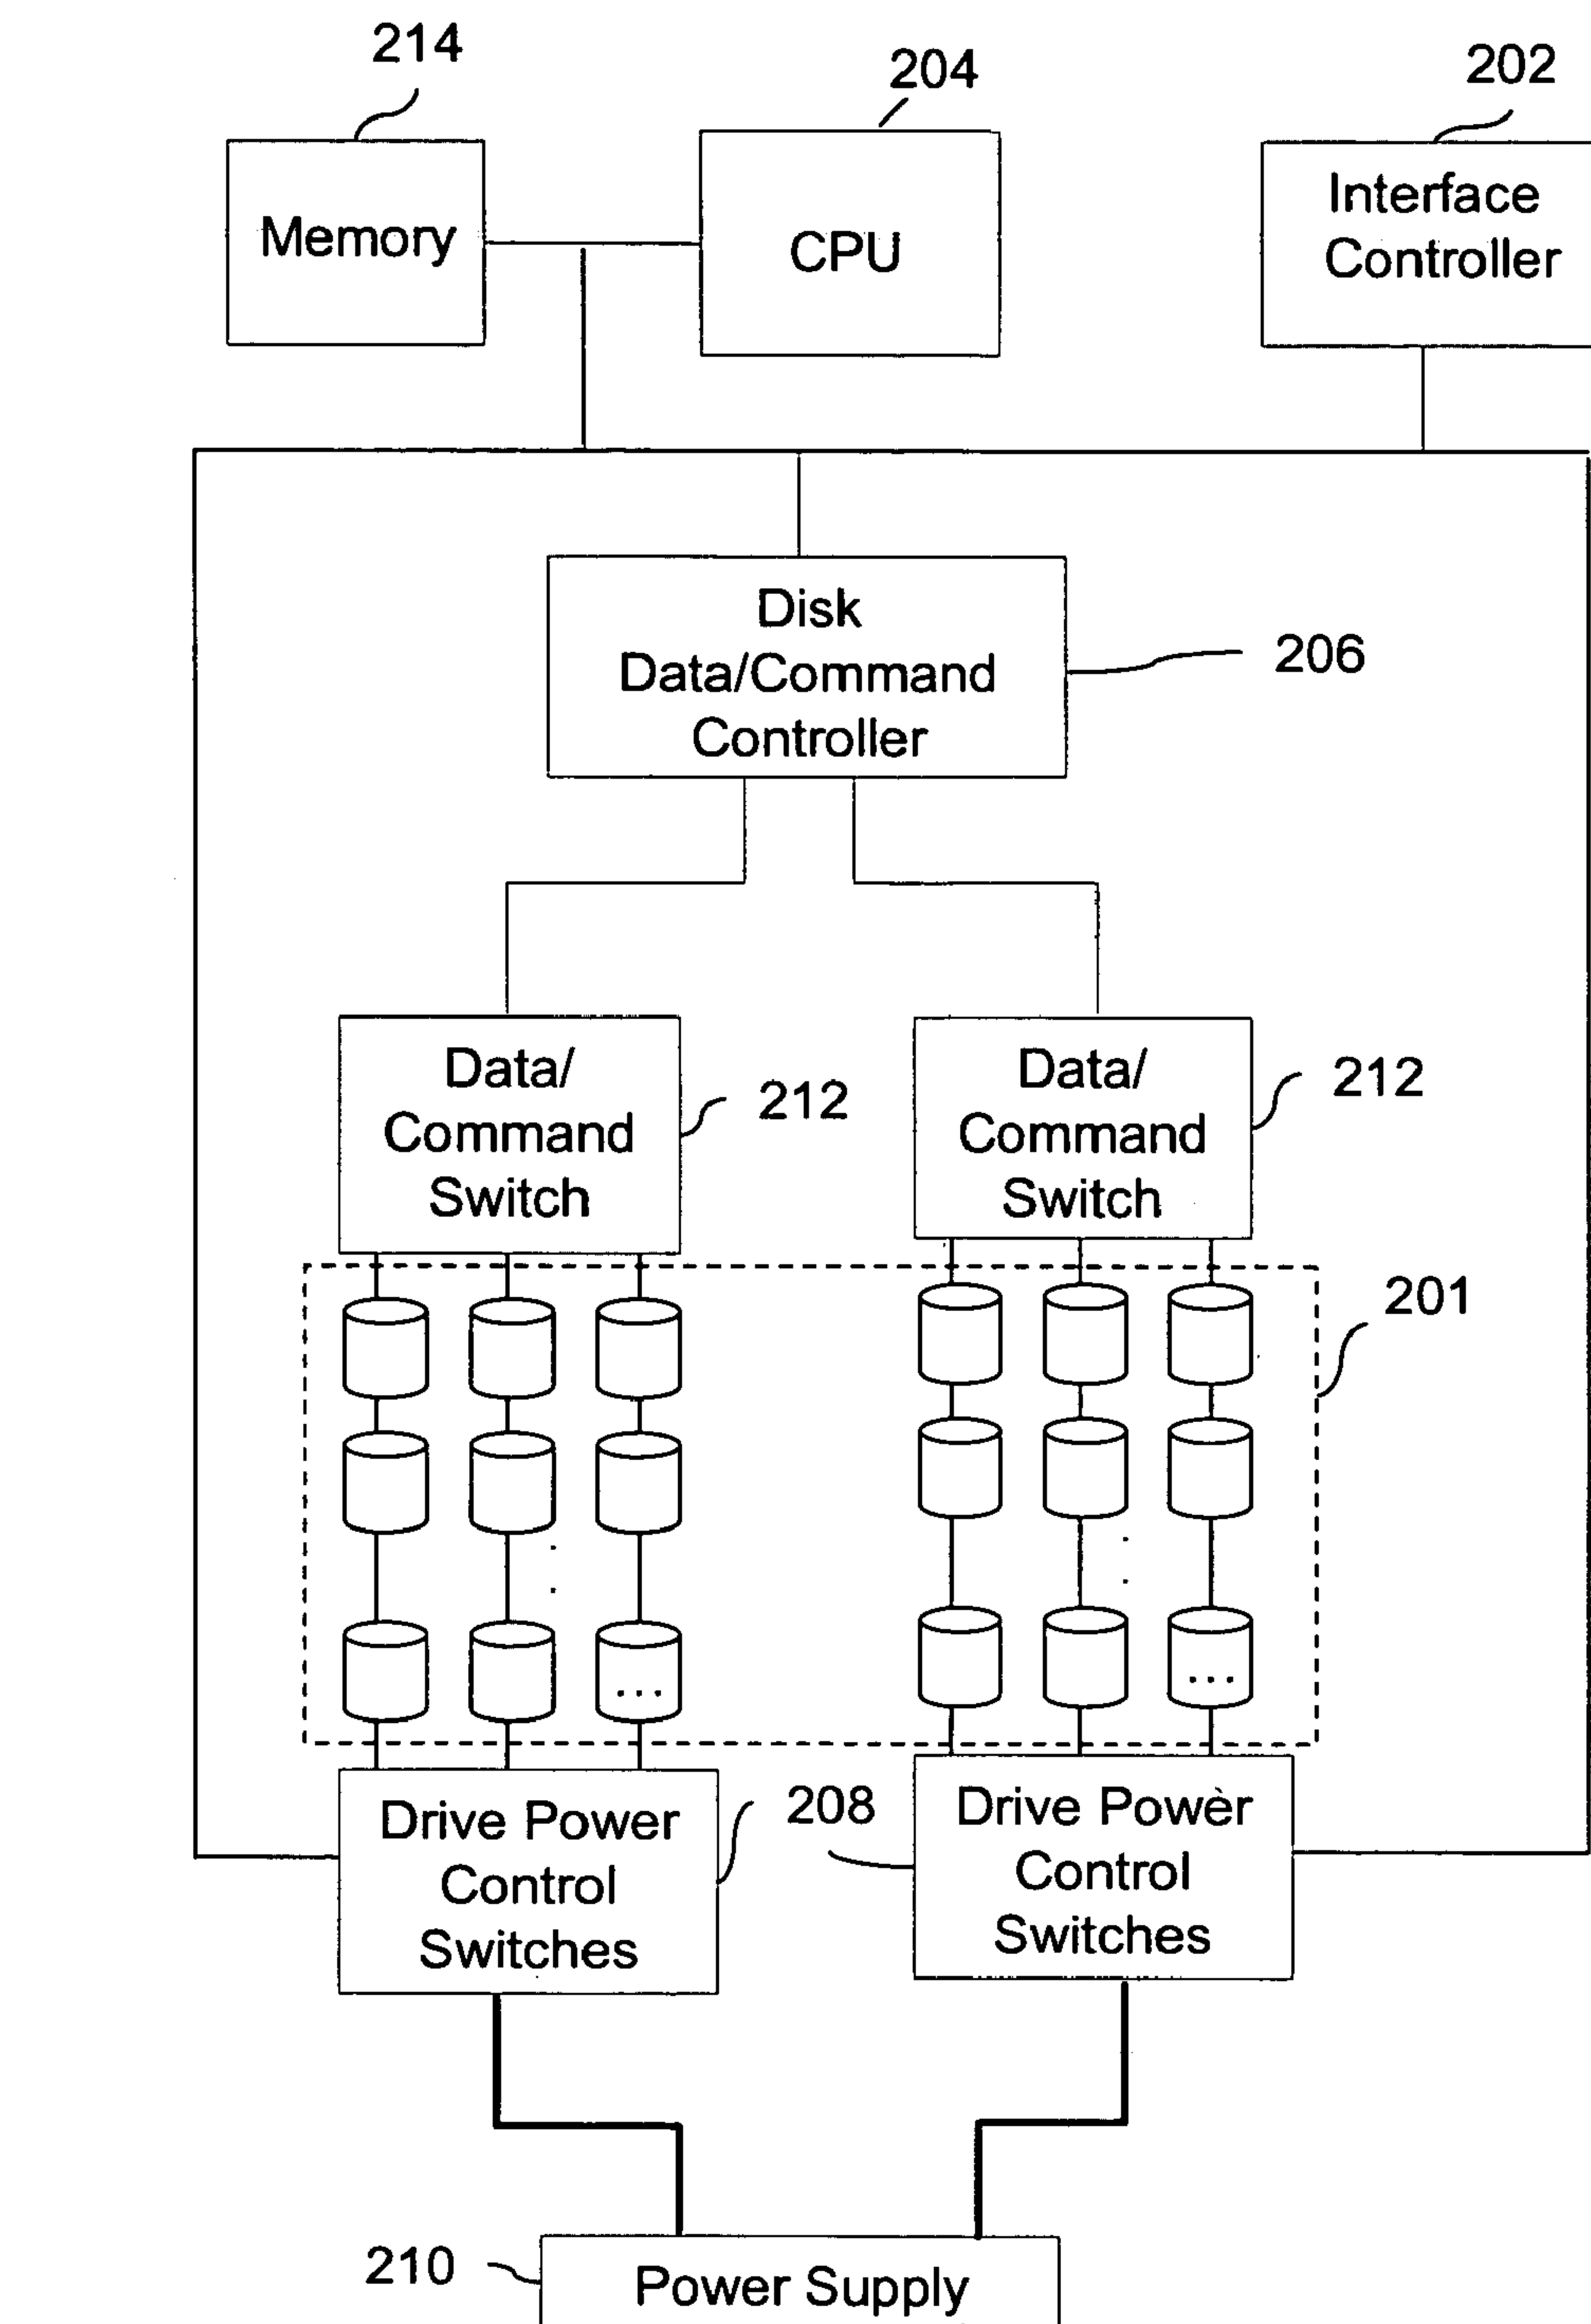 214
204
202
Memory
CPU
Interface
Controller
Disk
Data/Command
Controller
206
Data/
Command
Switch
212
Data/
Command
Switch
212
201
...
...
Drive Power
Control
Switches
208
Drive Power
Control
Switches
210
Power Supply